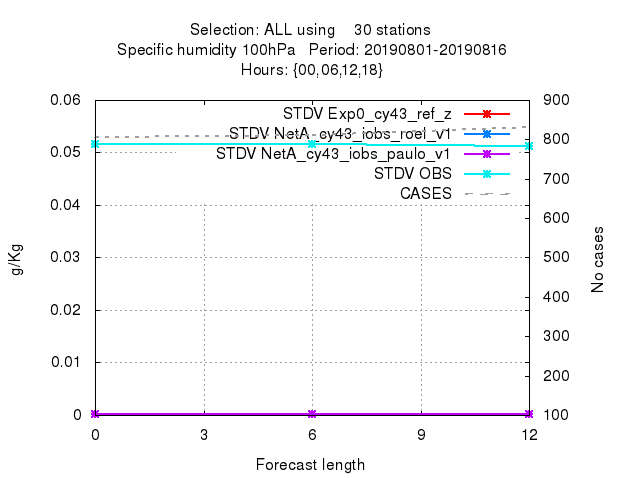 Selection: ALL using 30 stations
Specific humidity 100hPa Period: 20190801-20190816
Hours: {00,06,12,18}
0.06
0.05
0.04
0.03
0.02
0.01
0
g/Kg
STDV Exp0_cy43_ref_z
STDV NetA_cy43_iobs_roel_v1
STDV NetA_cy43_iobs_paulo_v1
STDV OBS
CASES
900
800
700
600
500
400
300
200
100
No cases
0 3 6 9 12
Forecast length